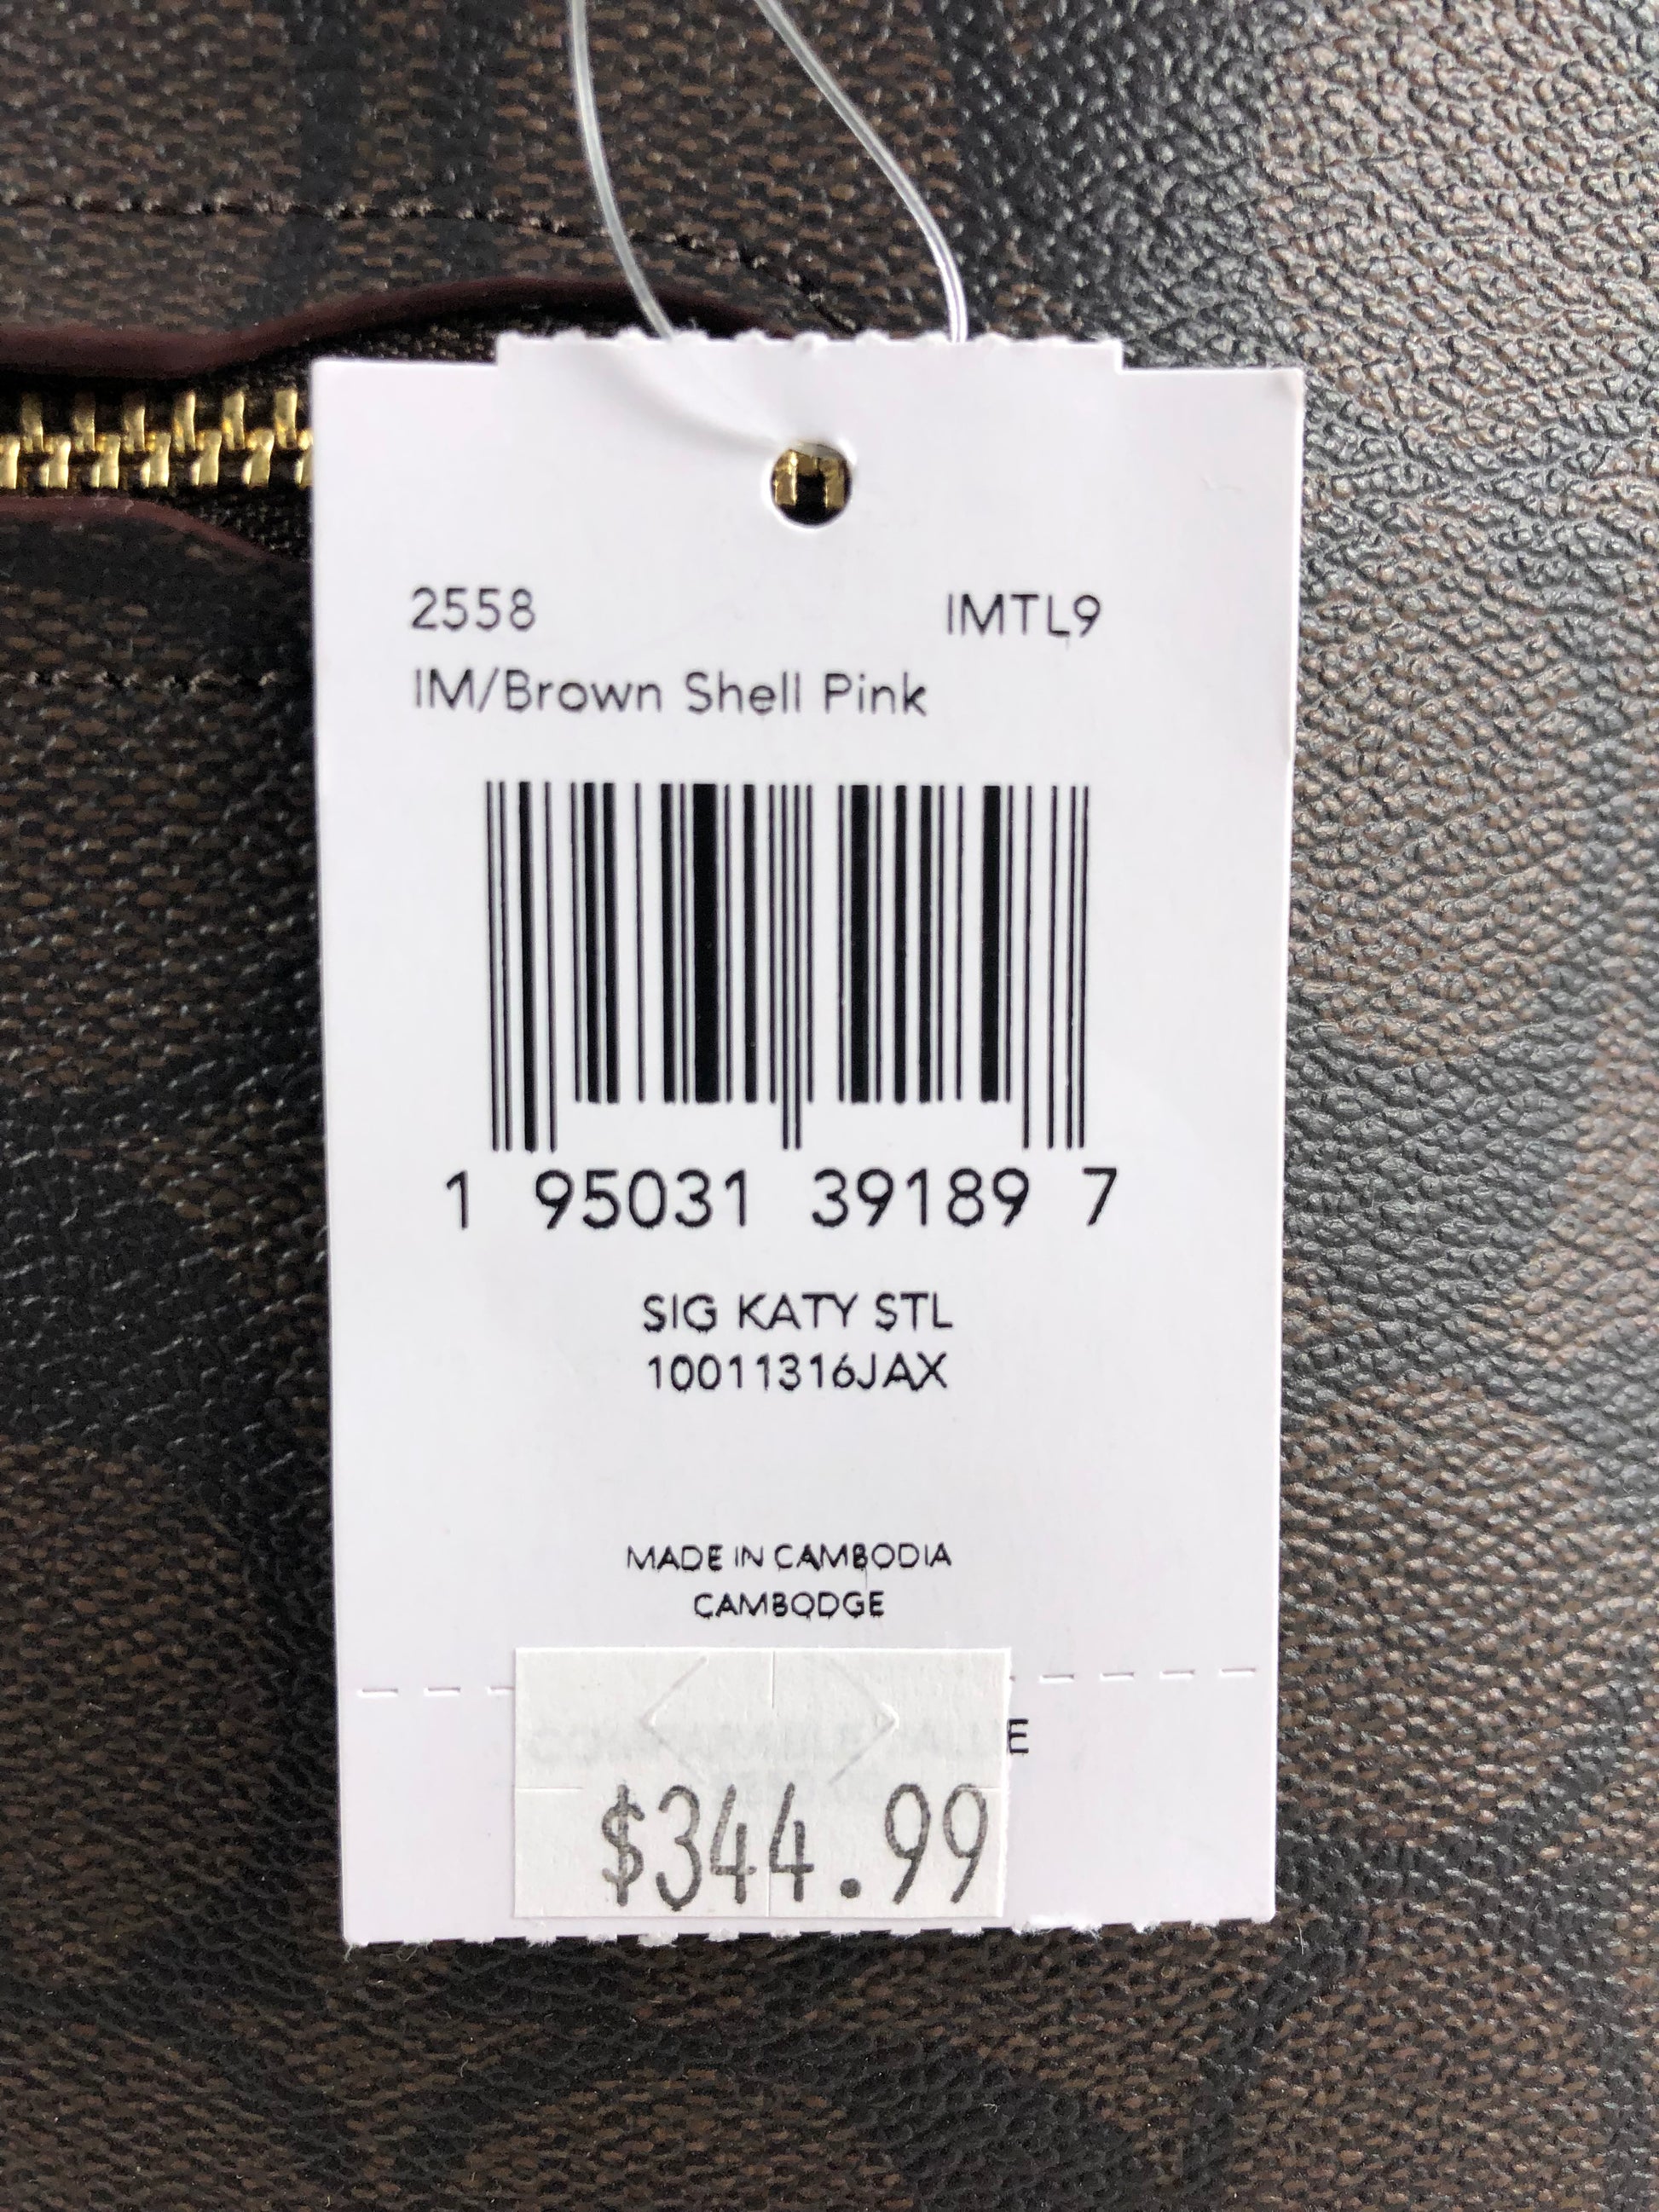 2558 IMTL9
IM/Brown Shell Pink
1 95031 39189 7
SIG KATY STL
10011316JAX
MADE IN CAMBODIA
CAMBODGE
$344.99